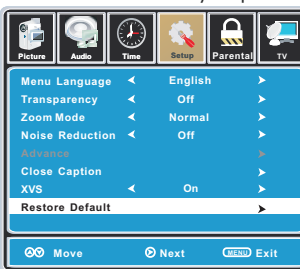 Picture Audio Time Setup Parental TV
Menu Language English
Transparency Off
Zoom Mode Normal
Noise Reduction Off
Advance
Close Caption
XVS On
Restore Default
Move Next MENU Exit